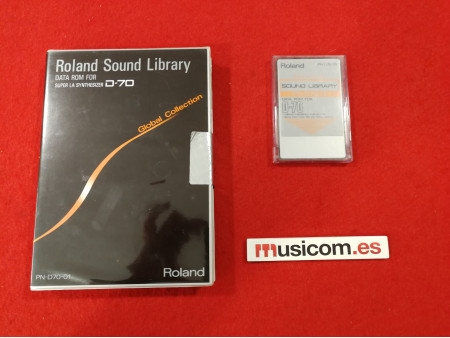 Roland Sound Library
DATA ROM FOR
SUPER LA SYNTHESIZER D-70
Global Collection
PN-D70-01
Roland
Roland
SOUND LIBRARY
D-70
musicom.es